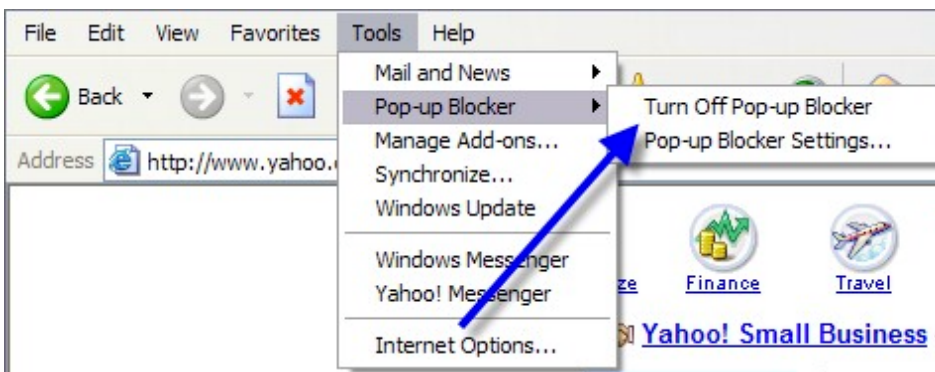 File Edit View Favorites Tools Help
Back
Address http://www.yahoo.
Mail and News
Pop-up Blocker
Manage Add-ons...
Synchronize...
Windows Update
Windows Messenger
Yahoo! Messenger
Internet Options...
Turn Off Pop-up Blocker
Pop-up Blocker Settings...
ze Finance Travel
Yahoo! Small Business